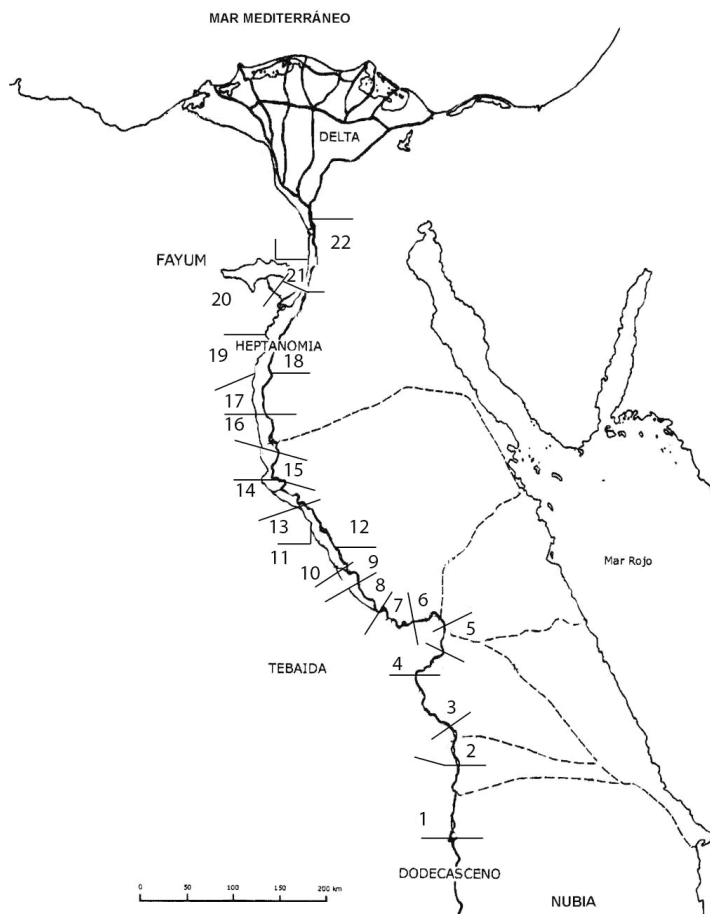 MAR MEDITERRÁNEO
DELTA
22
FAYUM
21
20
HEPTANOMIA
19
18
17
16
15
14
13
12
11
10
9
8
7
6
5
Mar Rojo
TEBAIDA
4
3
2
1
DODECASCENO
0 50 100 150 200 km
NUBIA